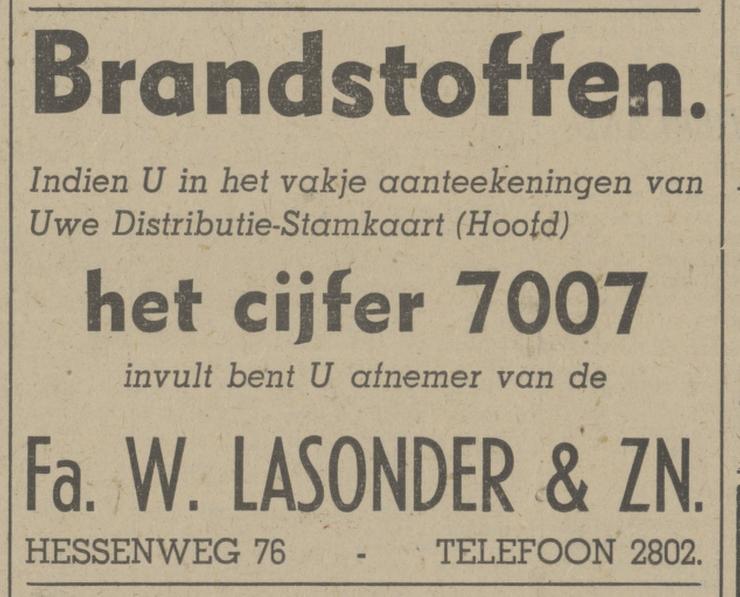 Brandstoffen.
Indien U in het vakje aanteekeningen van
Uwe Distributie-Stamkaart (Hoofd)
het cijfer 7007
invult bent U afnemer van de
Fa. W. LASONDER & ZN.
HESSENWEG 76 - TELEFOON 2802.